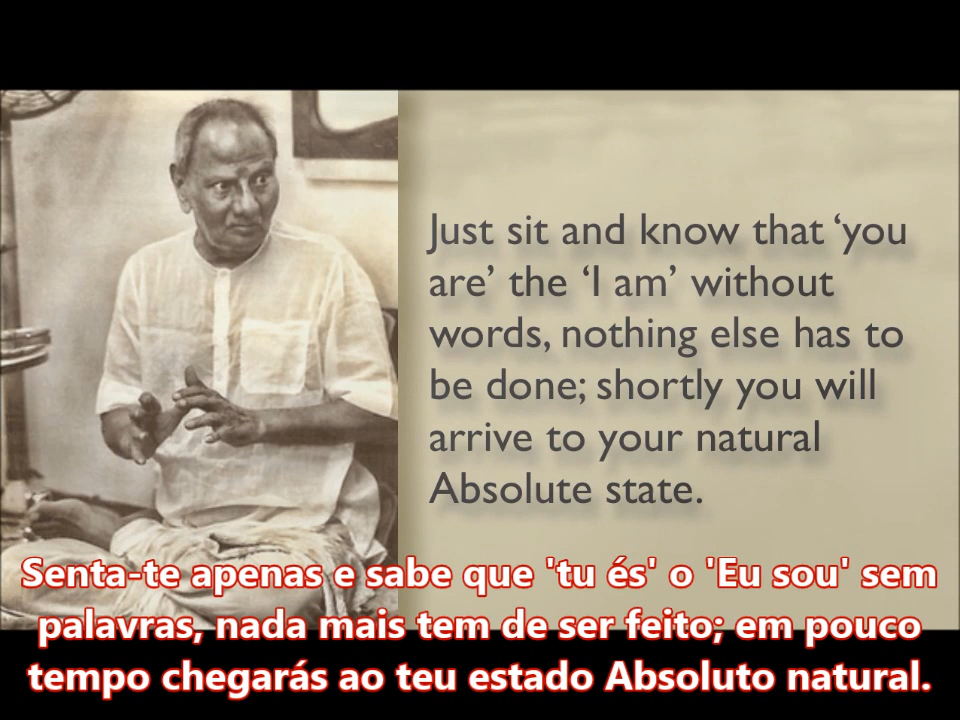 Just sit and know that ‘you
are’ the ‘I am’ without
words, nothing else has to
be done; shortly you will
arrive to your natural
Absolute state.
Senta-te apenas e sabe que 'tu és' o 'Eu sou' sem
palavras, nada mais tem de ser feito; em pouco
tempo chegarás ao teu estado Absoluto natural.